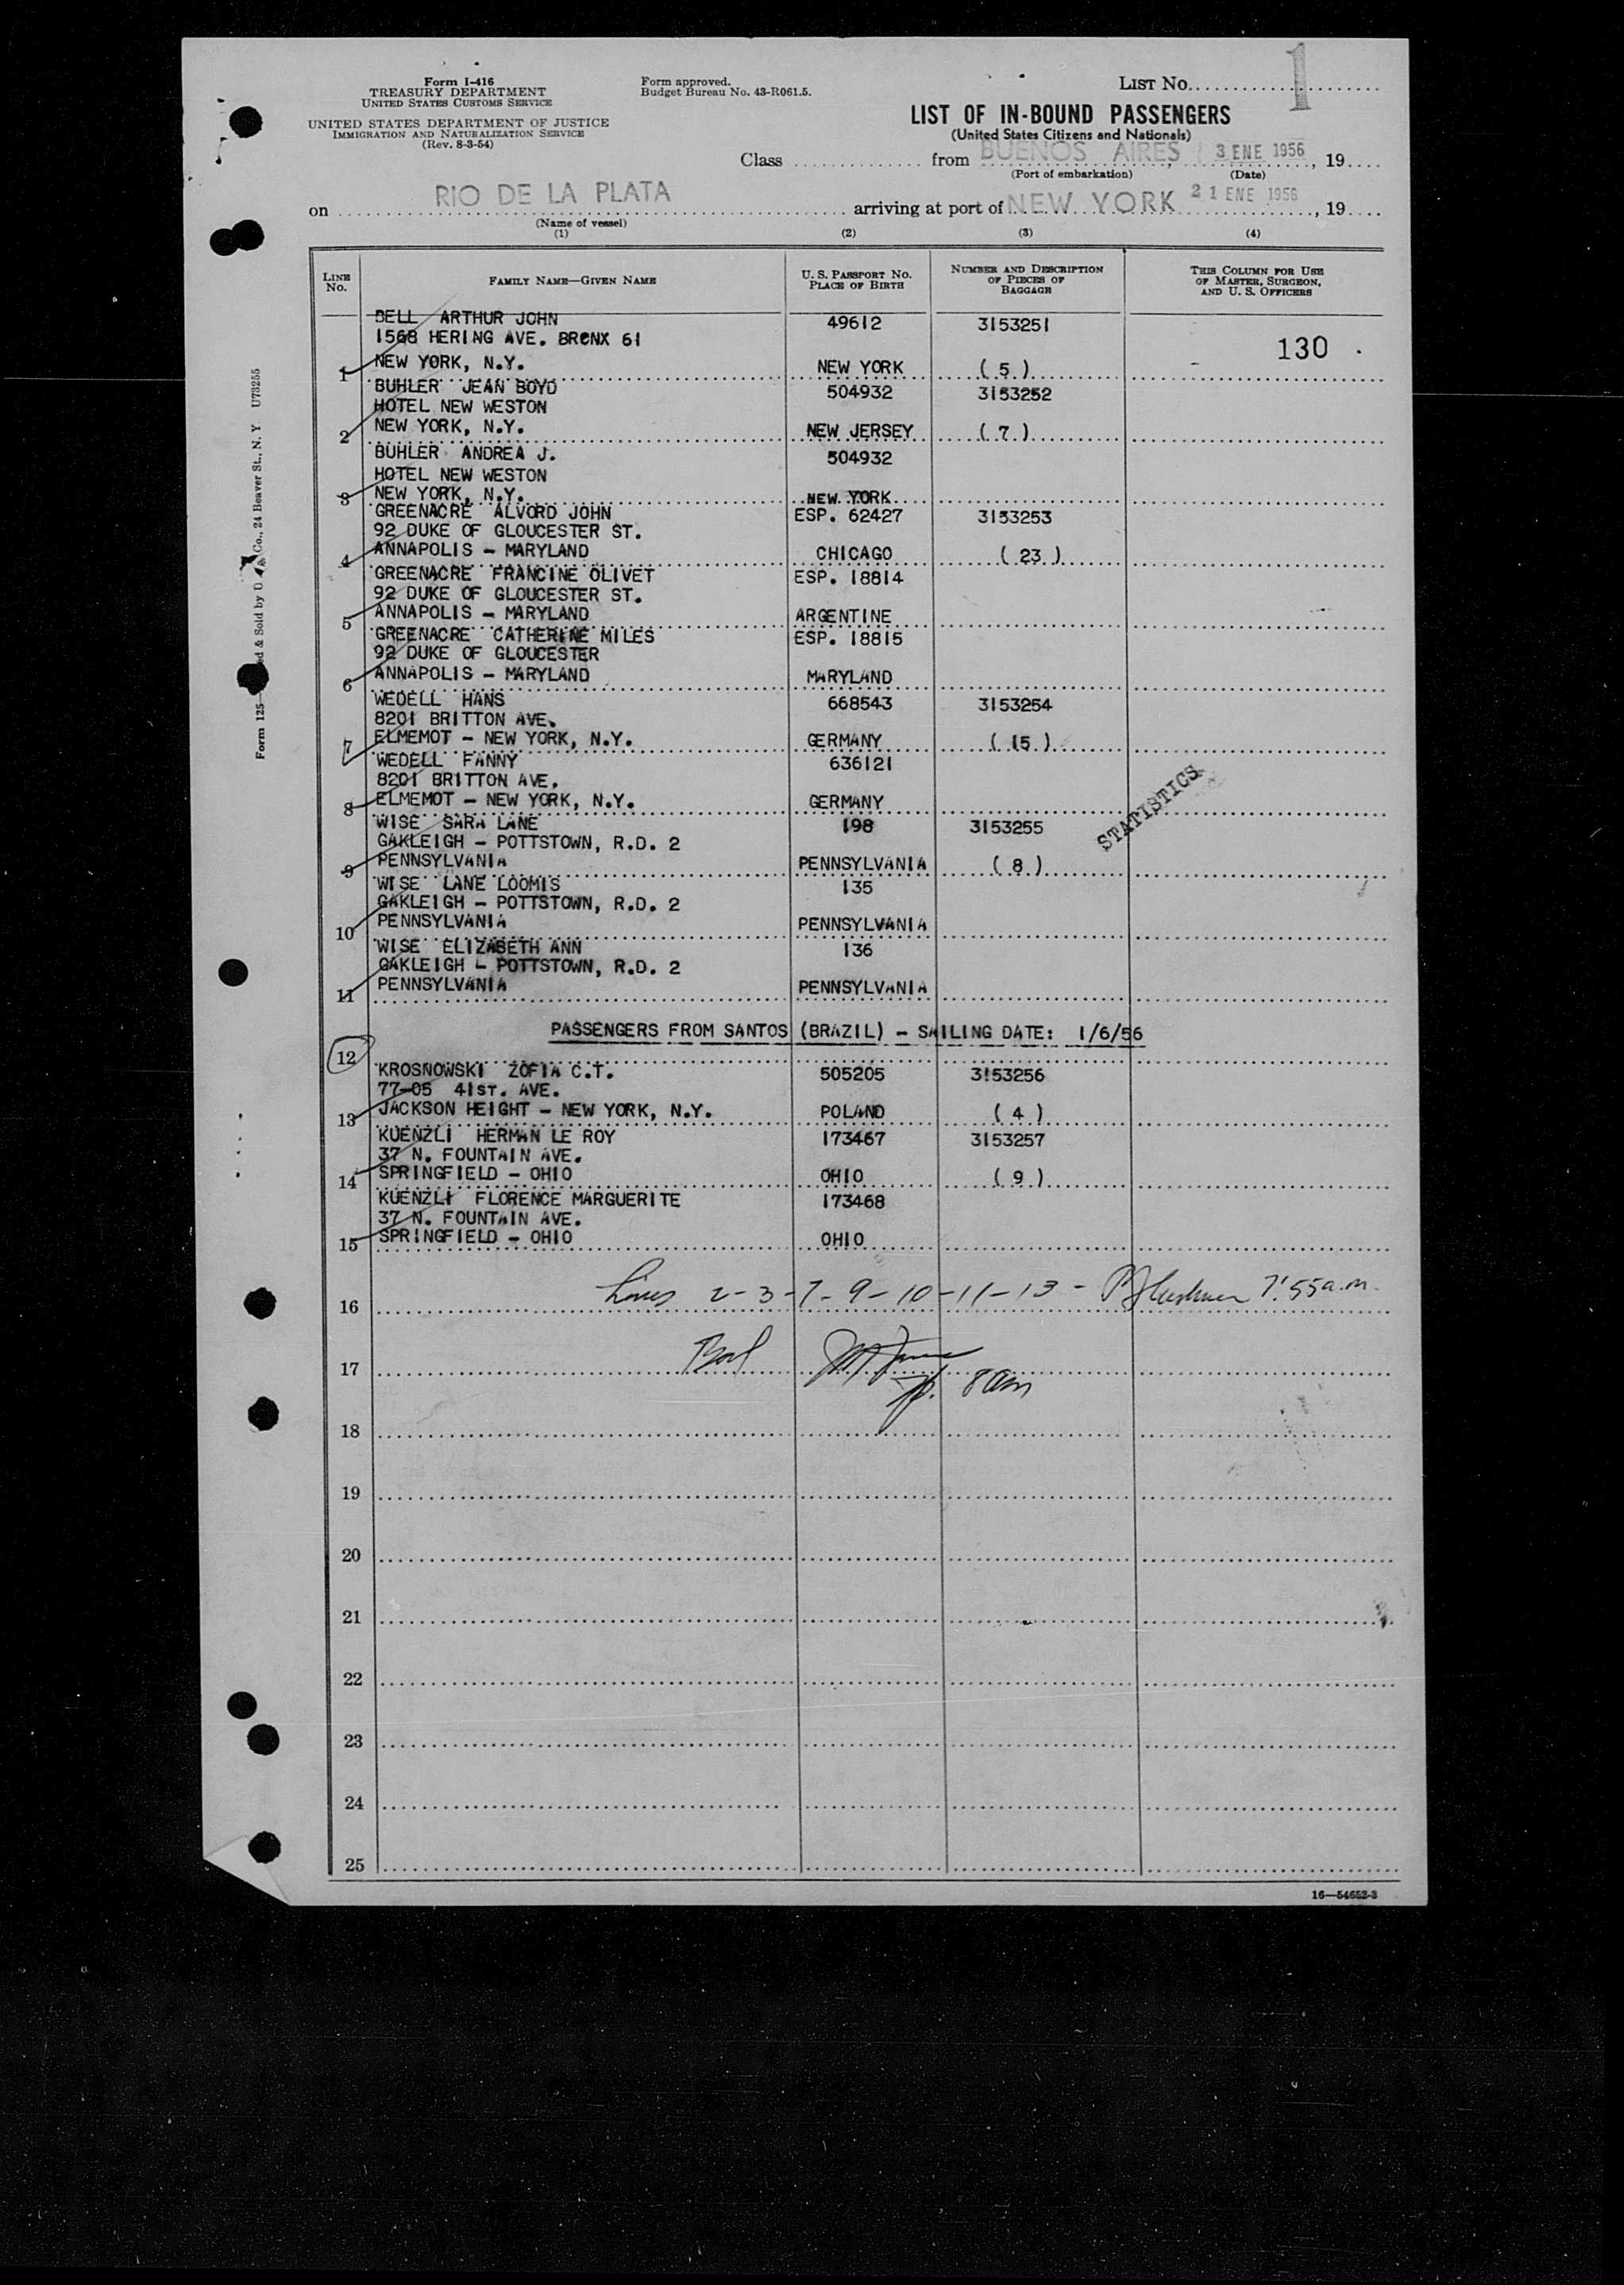 Form I-416
TREASURY DEPARTMENT
UNITED STATES CUSTOMS SERVICE
UNITED STATES DEPARTMENT OF JUSTICE
IMMIGRATION AND NATURALIZATION SERVICE
(Rev. 8-3-54)
Form approved.
Budget Bureau No. 43-R061.5.
LIST No. 1
LIST OF IN-BOUND PASSENGERS
(United States Citizens and Nationals)
Class from BUENOS AIRES, 3 ENE 1956, 19
(Port of embarkation) (Date)
on RIO DE LA PLATA arriving at port of NEW YORK 21 ENE 1956, 19
(Name of vessel)
(1) (2) (3) (4)
LINE No. FAMILY NAME—GIVEN NAME U. S. PASSPORT No. PLACE OF BIRTH NUMBER AND DESCRIPTION OF PIECES OF BAGGAGE THIS COLUMN FOR USE OF MASTER, SURGEON, AND U. S. OFFICERS
BELL ARTHUR JOHN 49612 3153251
1568 HERING AVE. BRONX 61 130
1 NEW YORK, N.Y. NEW YORK ( 5 )
BUHLER JEAN BOYD 504932 3153252
HOTEL NEW WESTON
2 NEW YORK, N.Y. NEW JERSEY ( 7 )
BUHLER ANDREA J. 504932
HOTEL NEW WESTON
3 NEW YORK, N.Y. NEW YORK
GREENACRE ALVORD JOHN ESP. 62427 3153253
92 DUKE OF GLOUCESTER ST.
4 ANNAPOLIS – MARYLAND CHICAGO ( 23 )
GREENACRE FRANCINE OLIVET ESP. 18814
92 DUKE OF GLOUCESTER ST.
5 ANNAPOLIS – MARYLAND ARGENTINE
GREENACRE CATHERINE MILES ESP. 18815
92 DUKE OF GLOUCESTER
6 ANNAPOLIS – MARYLAND MARYLAND
WEDELL HANS 668543 3153254
8201 BRITTON AVE.
7 ELMEMOT – NEW YORK, N.Y. GERMANY ( 15 )
WEDELL FANNY 636121
8201 BRITTON AVE.
8 ELMEMOT – NEW YORK, N.Y. GERMANY
STATISTICS
WISE SARA LANE 198 3153255
OAKLEIGH – POTTSTOWN, R.D. 2
9 PENNSYLVANIA PENNSYLVANIA ( 8 )
WISE LANE LOOMIS 135
OAKLEIGH – POTTSTOWN, R.D. 2
10 PENNSYLVANIA PENNSYLVANIA
WISE ELIZABETH ANN 136
OAKLEIGH – POTTSTOWN, R.D. 2
11 PENNSYLVANIA PENNSYLVANIA
PASSENGERS FROM SANTOS (BRAZIL) – SAILING DATE: 1/6/56
12
KROSNOWSKI ZOFIA C.T. 505205 3153256
77-05 41ST. AVE.
13 JACKSON HEIGHT – NEW YORK, N.Y. POLAND ( 4 )
KUENZLI HERMAN LE ROY 173467 3153257
37 N. FOUNTAIN AVE.
14 SPRINGFIELD – OHIO OHIO ( 9 )
KUENZLI FLORENCE MARGUERITE 173468
37 N. FOUNTAIN AVE.
15 SPRINGFIELD – OHIO OHIO
Lines 2-3-7-9-10-11-13 - 7:55 a.m.
16
17 Bal
8 am
18
19
20
21
22
23
24
25
16—54652-3
Form 125 ed & Sold by U Co., 24 Beaver St., N. Y U73255